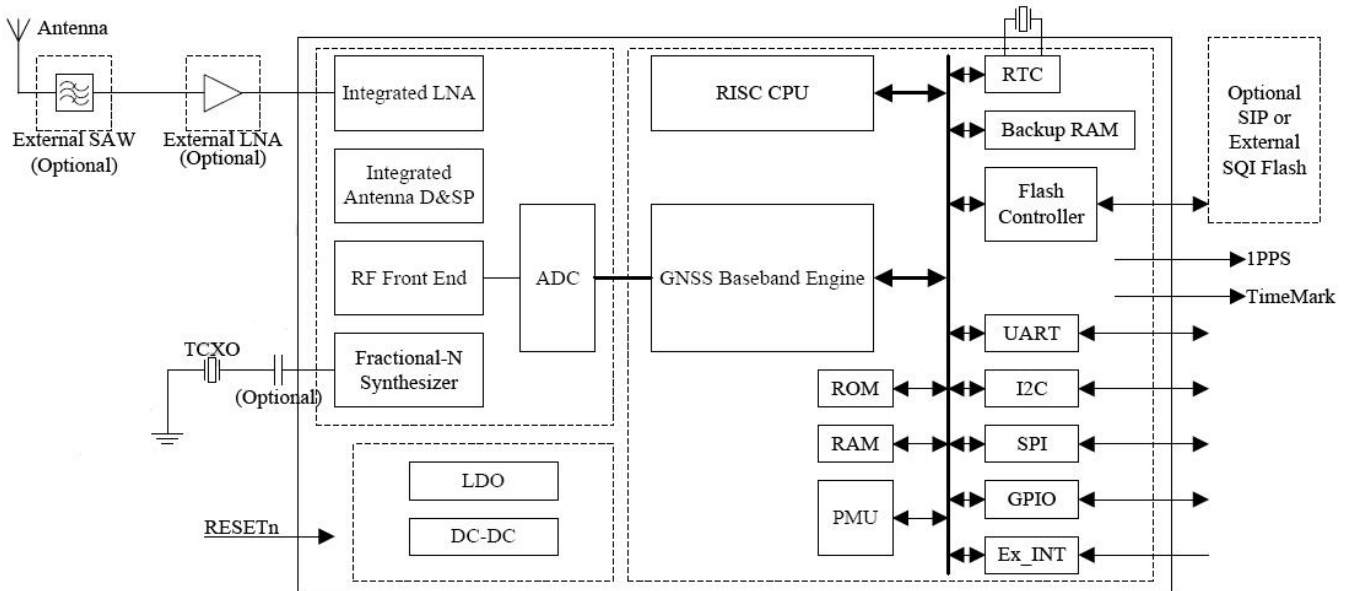 Antenna
External SAW
(Optional)
External LNA
(Optional)
Integrated LNA
Integrated
Antenna D&SP
RF Front End
ADC
Fractional-N
Synthesizer
TCXO
(Optional)
LDO
DC-DC
RESETn
RISC CPU
GNSS Baseband Engine
ROM
RAM
PMU
RTC
Backup RAM
Flash
Controller
UART
I2C
SPI
GPIO
Ex_INT
Optional
SIP or
External
SQI Flash
1PPS
TimeMark